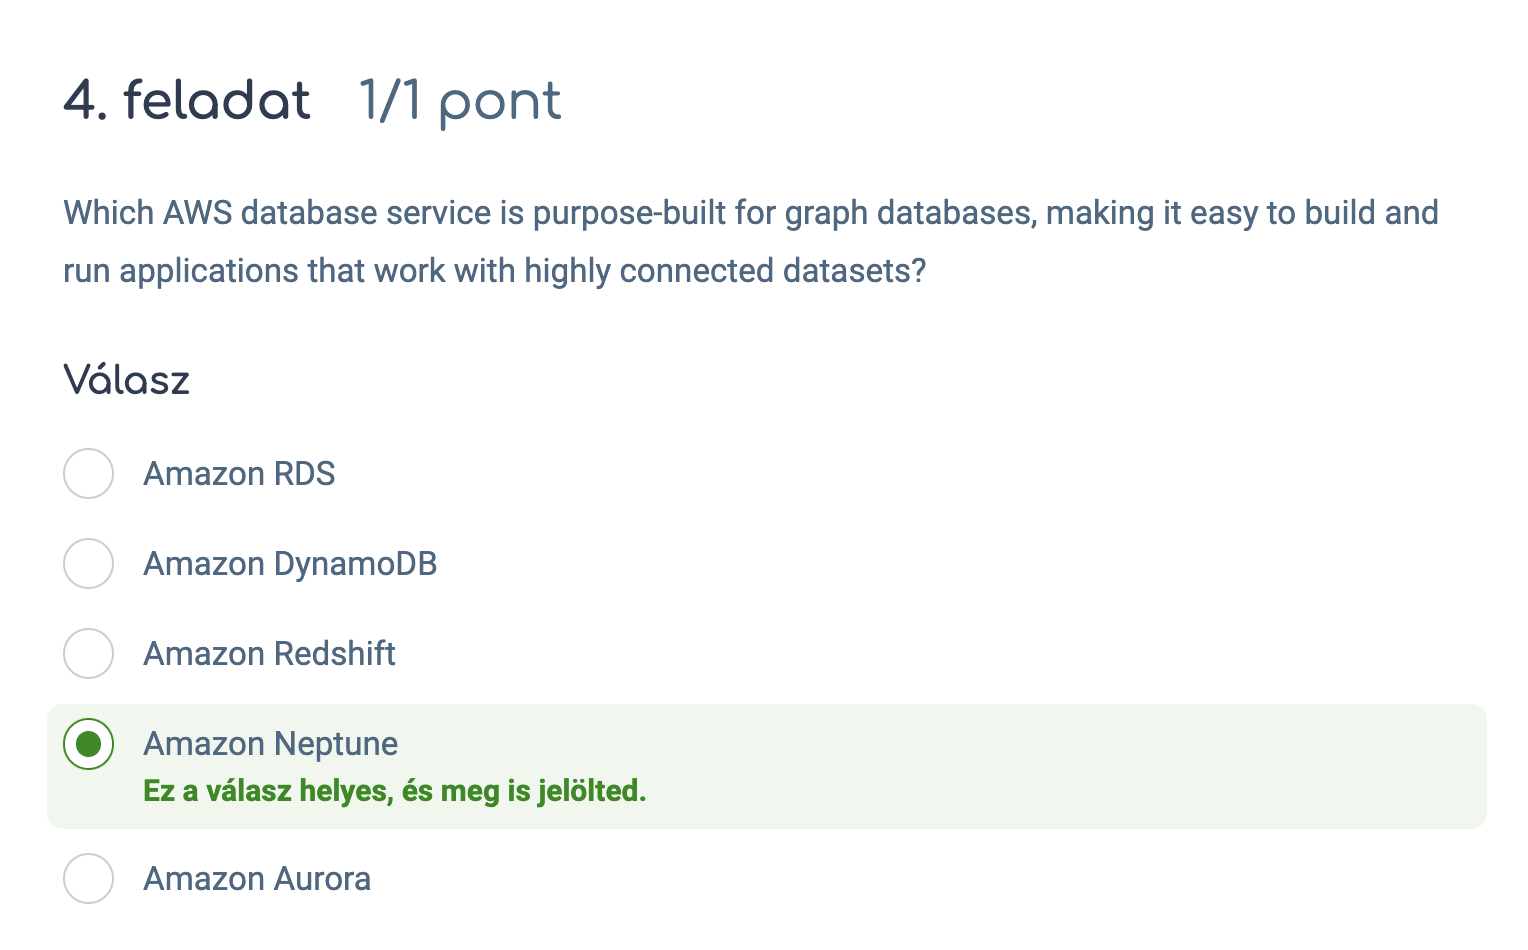 4. feladat 1/1 pont
Which AWS database service is purpose-built for graph databases, making it easy to build and
run applications that work with highly connected datasets?
Válasz
Amazon RDS
Amazon DynamoDB
Amazon Redshift
Amazon Neptune
Ez a válasz helyes, és meg is jelölted.
Amazon Aurora